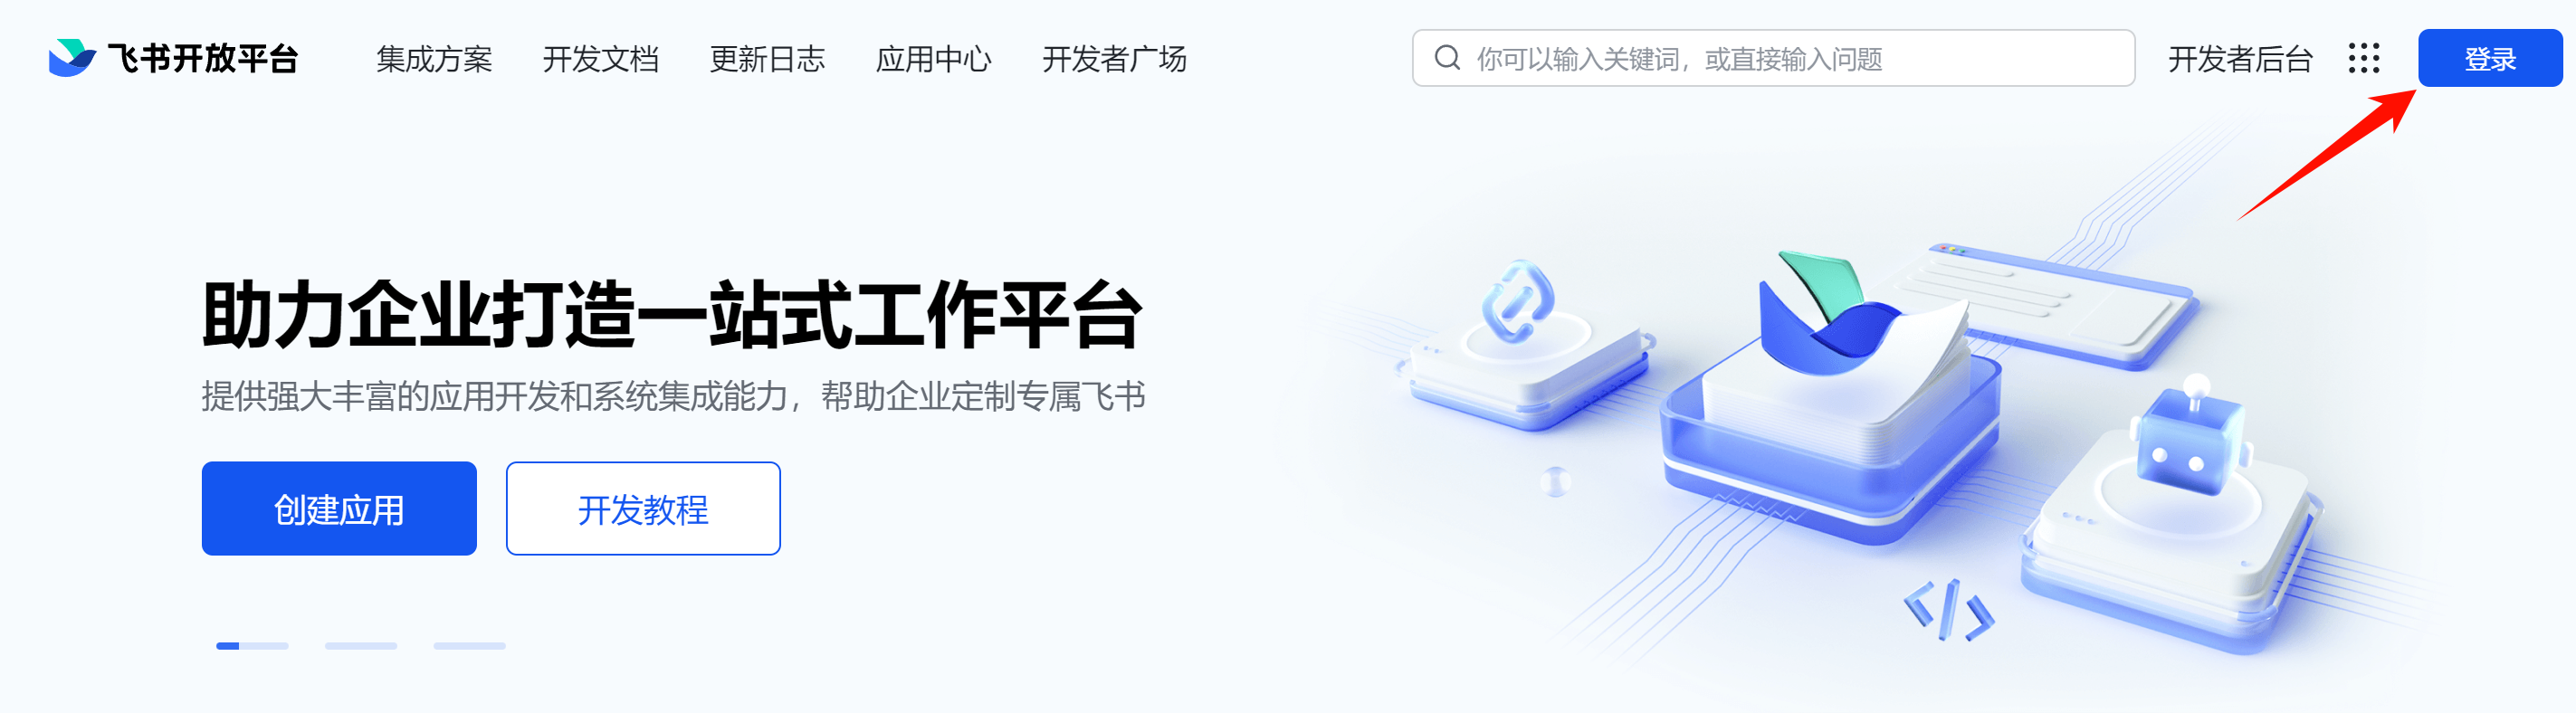 飞书开放平台 集成方案 开发文档 更新日志 应用中心 开发者广场 你可以输入关键词，或直接输入问题 开发者后台 登录
助力企业打造一站式工作平台
提供强大丰富的应用开发和系统集成能力，帮助企业定制专属飞书
创建应用 开发教程